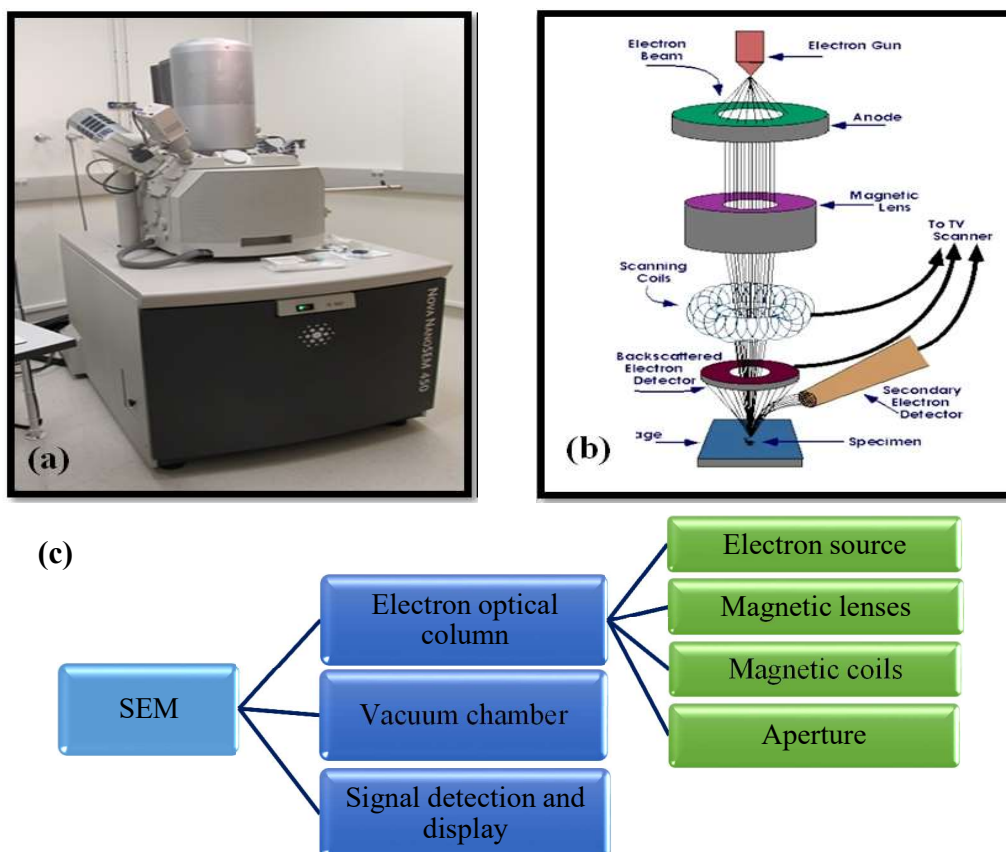 NOVA NANOSEM 450
(a)
Electron
Beam
Electron Gun
Anode
Magnetic
Lens
To TV
Scanner
Scanning
Coils
Backscattered
Electron
Detector
Secondary
Electron
Detector
age
Specimen
(b)
(c)
SEM
Electron optical
column
Vacuum chamber
Signal detection and
display
Electron source
Magnetic lenses
Magnetic coils
Aperture